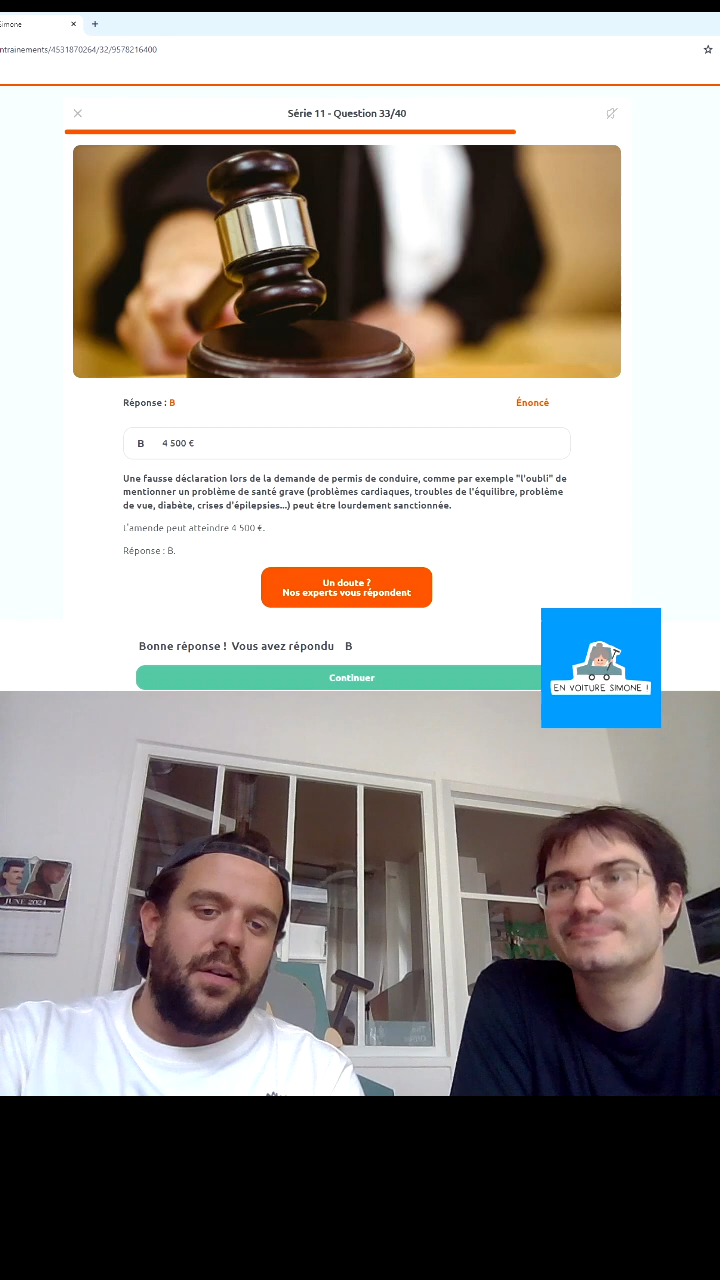 Simone
ntrainements/4531870264/32/9578216400
Série 11 - Question 33/40
Réponse : B
Énoncé
B 4 500 €
Une fausse déclaration lors de la demande de permis de conduire, comme par exemple "l'oubli" de
mentionner un problème de santé grave (problèmes cardiaques, troubles de l'équilibre, problème
de vue, diabète, crises d'épilepsies...) peut être lourdement sanctionnée.
L'amende peut atteindre 4 500 €.
Réponse : B.
Un doute ?
Nos experts vous répondent
Bonne réponse ! Vous avez répondu B
Continuer
EN VOITURE SIMONE !
JUNE 2024